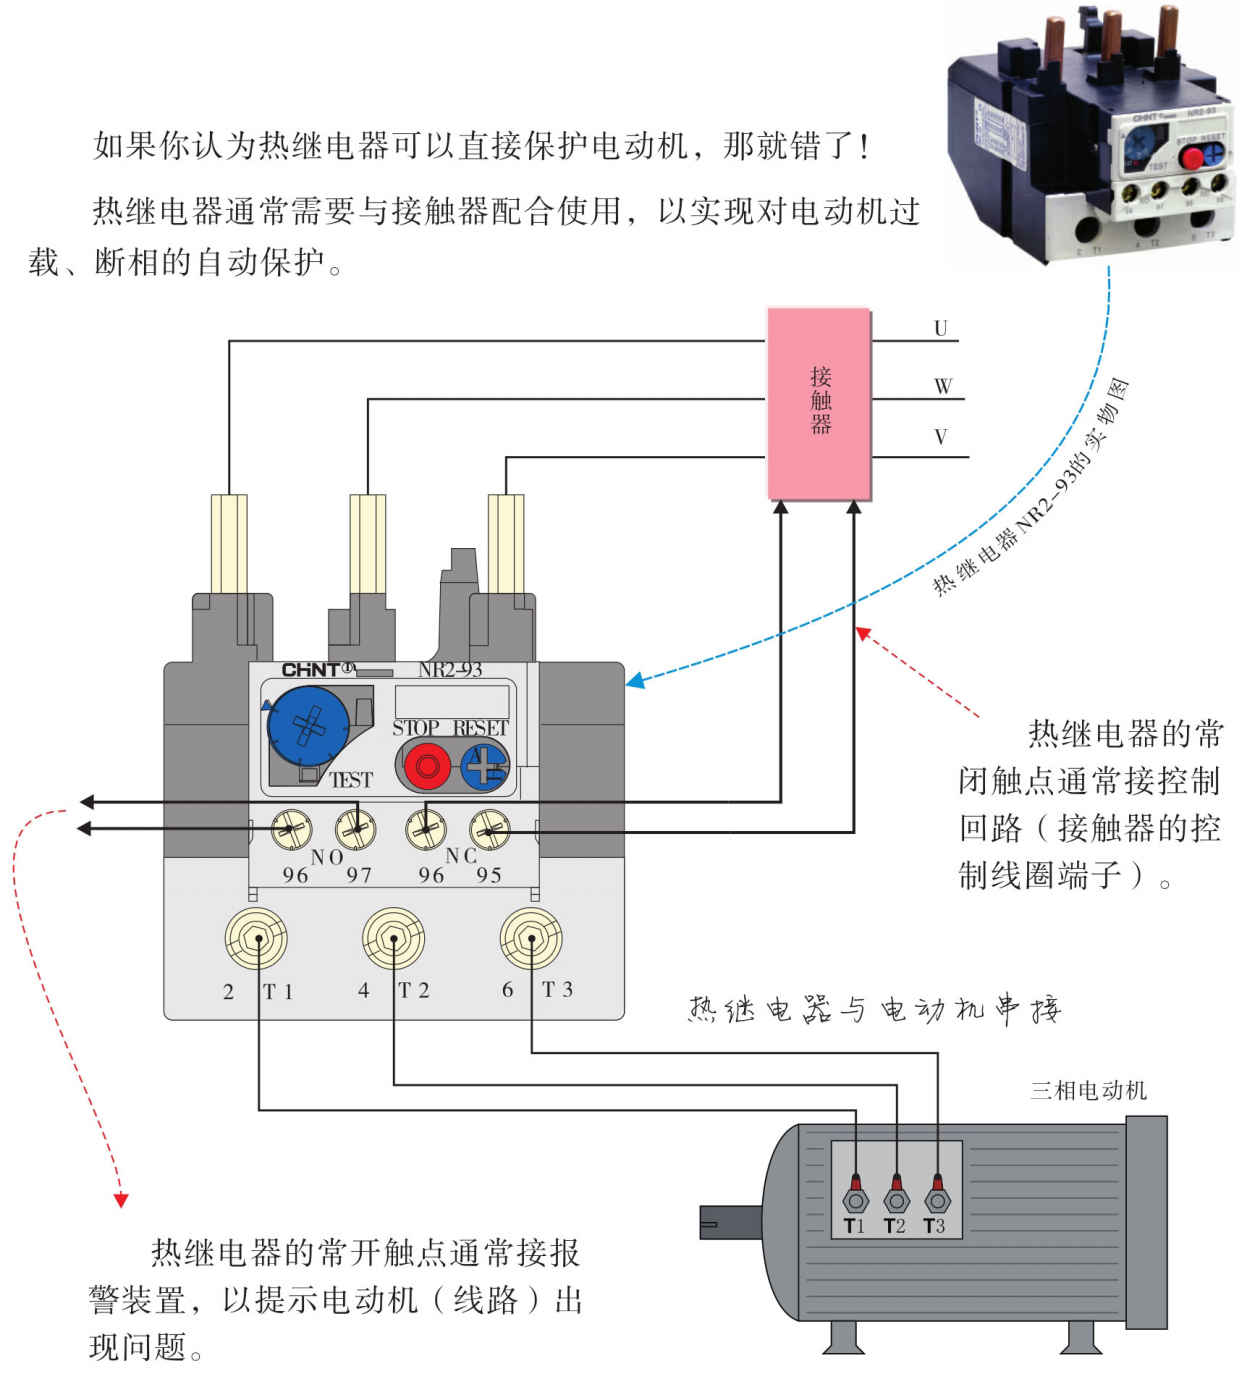 如果你认为热继电器可以直接保护电动机，那就错了！
热继电器通常需要与接触器配合使用，以实现对电动机过
载、断相的自动保护。
CHNT NR2-93
STOP RESET
TEST
C T1 A T2 B T3
U
接触器
W
V
热继电器NR2-93的实物图
CHNT NR2-93
STOP RESET
TEST
NO NC
96 97 96 95
2 T1 4 T2 6 T3
热继电器的常
闭触点通常接控制
回路（接触器的控
制线圈端子）。
热继电器与电动机串接
三相电动机
T1 T2 T3
热继电器的常开触点通常接报
警装置，以提示电动机（线路）出
现问题。